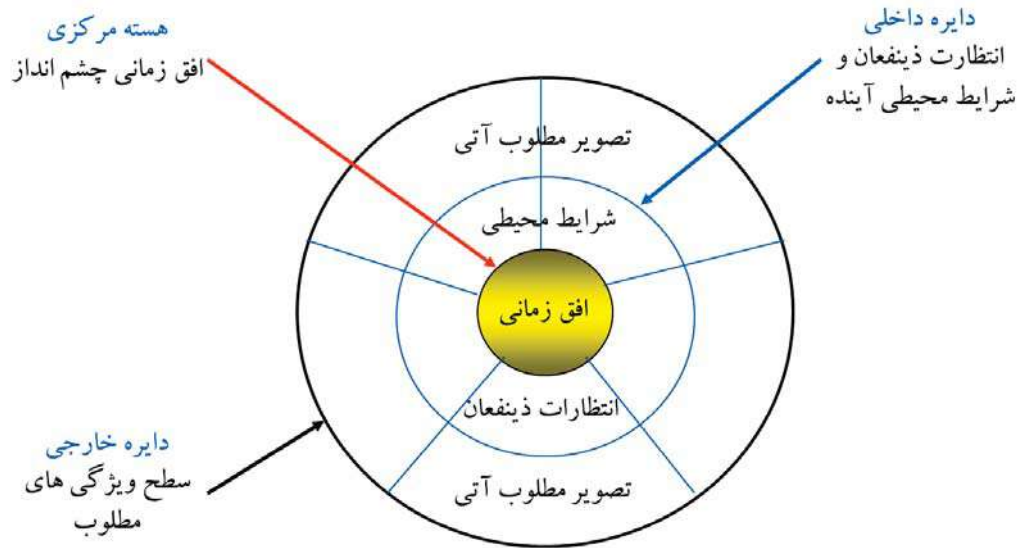 هسته مرکزی
افق زمانی چشم انداز
دایره داخلی
انتظارت ذینفعان و
شرایط محیطی آینده
تصویر مطلوب آتی
شرایط محیطی
افق زمانی
انتظارات ذینفعان
تصویر مطلوب آتی
دایره خارجی
سطح ویژگی های
مطلوب